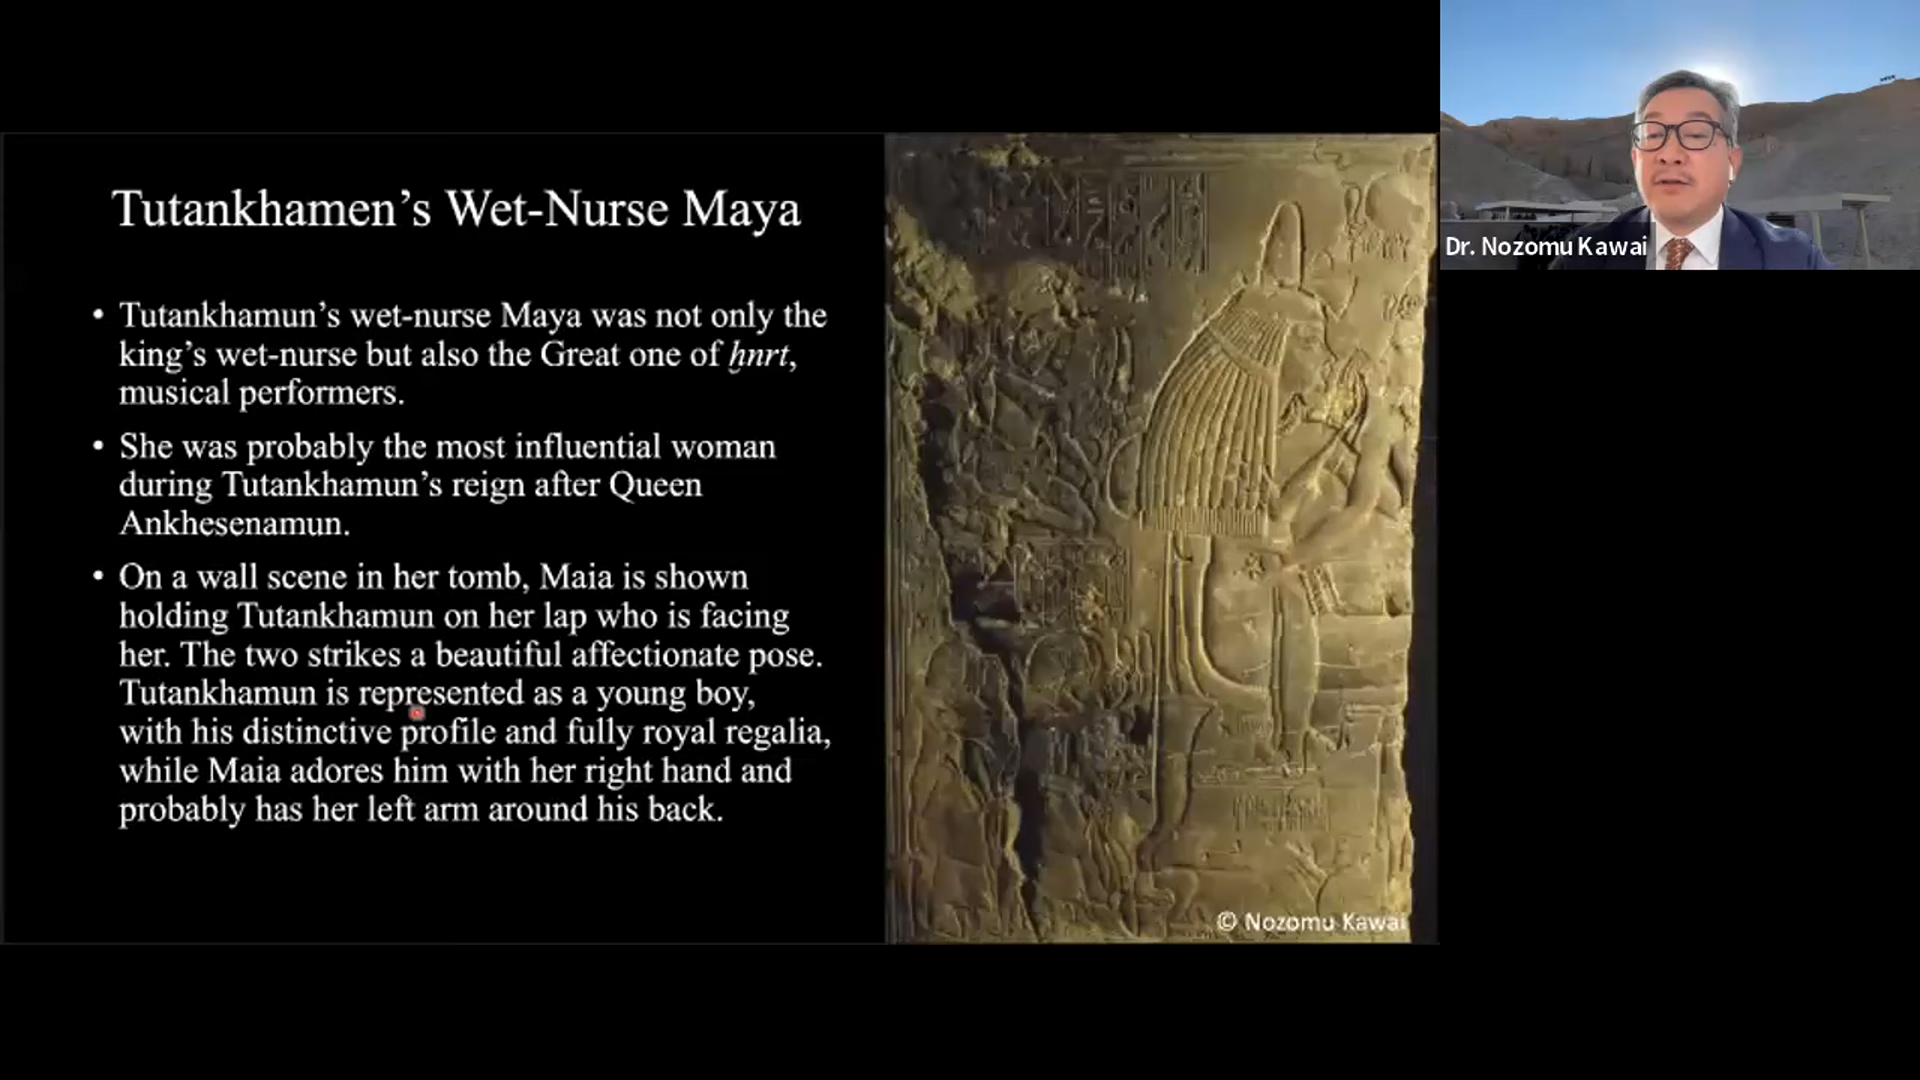 Tutankhamen’s Wet-Nurse Maya
• Tutankhamun’s wet-nurse Maya was not only the
king’s wet-nurse but also the Great one of ẖnrt,
musical performers.
• She was probably the most influential woman
during Tutankhamun’s reign after Queen
Ankhesenamun.
• On a wall scene in her tomb, Maia is shown
holding Tutankhamun on her lap who is facing
her. The two strikes a beautiful affectionate pose.
Tutankhamun is represented as a young boy,
with his distinctive profile and fully royal regalia,
while Maia adores him with her right hand and
probably has her left arm around his back.
© Nozomu Kawai
Dr. Nozomu Kawai